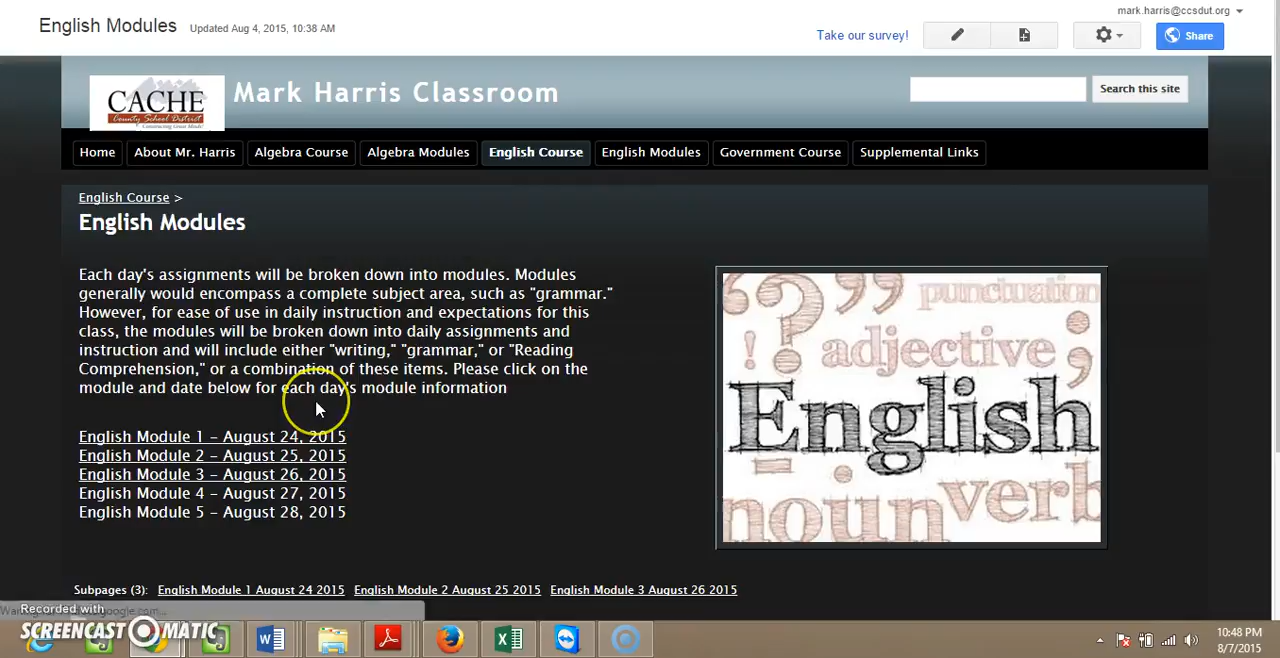 English Modules Updated Aug 4, 2015, 10:38 AM
mark.harris@ccsdut.org
Take our survey!
Share
CACHE
County School District
Mark Harris Classroom
Search this site
Home About Mr. Harris Algebra Course Algebra Modules English Course English Modules Government Course Supplemental Links
English Course >
English Modules
Each day's assignments will be broken down into modules. Modules
generally would encompass a complete subject area, such as "grammar."
However, for ease of use in daily instruction and expectations for this
class, the modules will be broken down into daily assignments and
instruction and will include either "writing," "grammar," or "Reading
Comprehension," or a combination of these items. Please click on the
module and date below for each day's module information
English Module 1 - August 24, 2015
English Module 2 - August 25, 2015
English Module 3 - August 26, 2015
English Module 4 - August 27, 2015
English Module 5 - August 28, 2015
punctuation
adjective
English
noun verb
Subpages (3): English Module 1 August 24 2015 English Module 2 August 25 2015 English Module 3 August 26 2015
Recorded with
SCREENCAST-O-MATIC
10:48 PM
8/7/2015